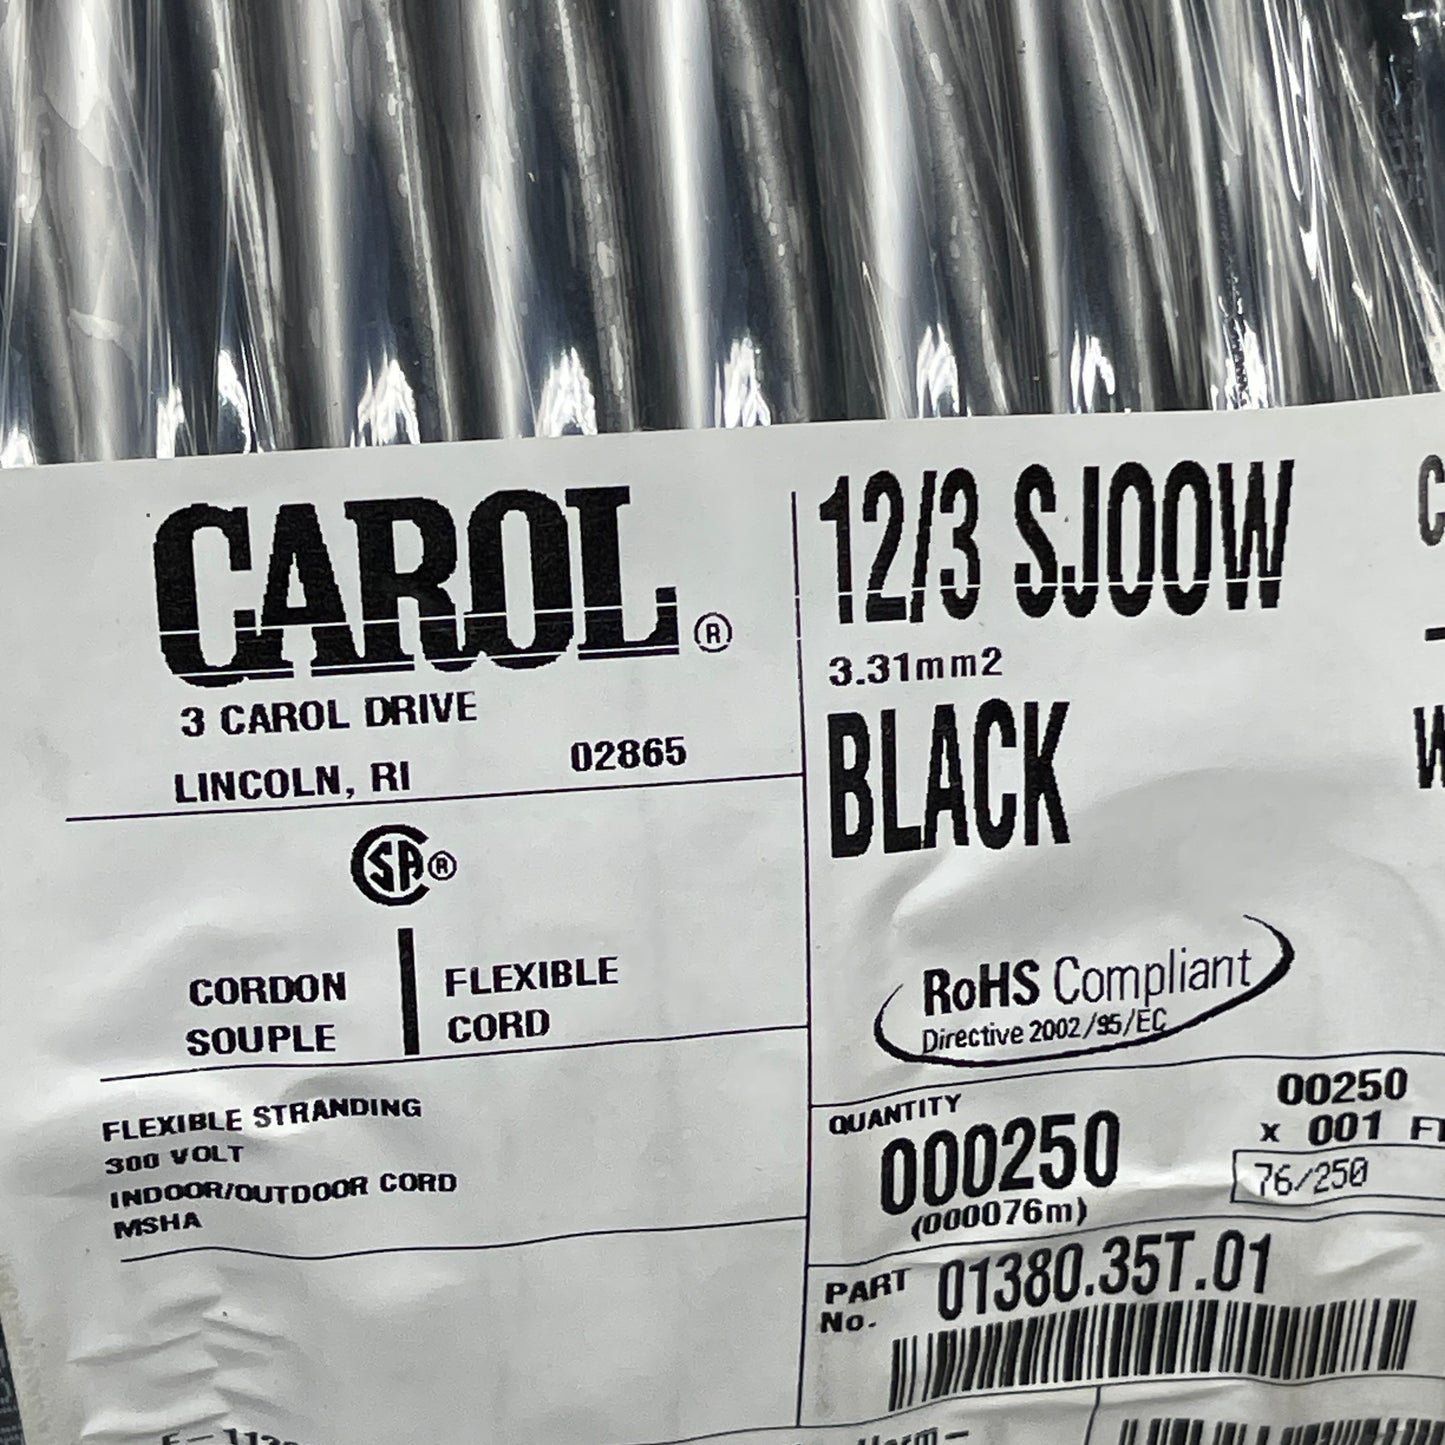 CAROL®
3 CAROL DRIVE
LINCOLN, RI 02865
CSA®
CORDON SOUPLE
FLEXIBLE CORD
FLEXIBLE STRANDING
300 VOLT
INDOOR/OUTDOOR CORD
MSHA
12/3 SJOOW
3.31mm2
BLACK
RoHS Compliant
Directive 2002/95/EC
QUANTITY
000250
(000076m)
00250
x 001 FT
76/250
PART No. 01380.35T.01